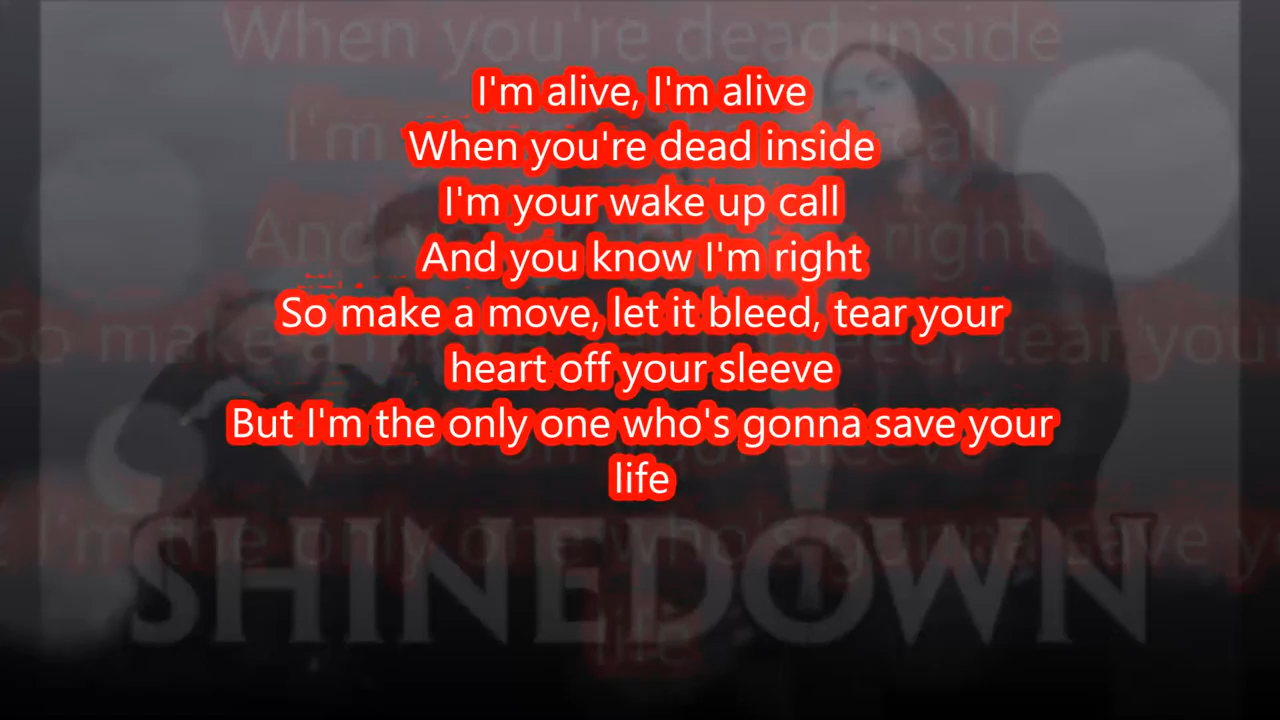 When you're dead inside
I'm alive, I'm alive
When you're dead inside
I'm your wake up call
And you know I'm right
So make a move, let it bleed, tear your
heart off your sleeve
But I'm the only one who's gonna save your
life
SHINEDOWN